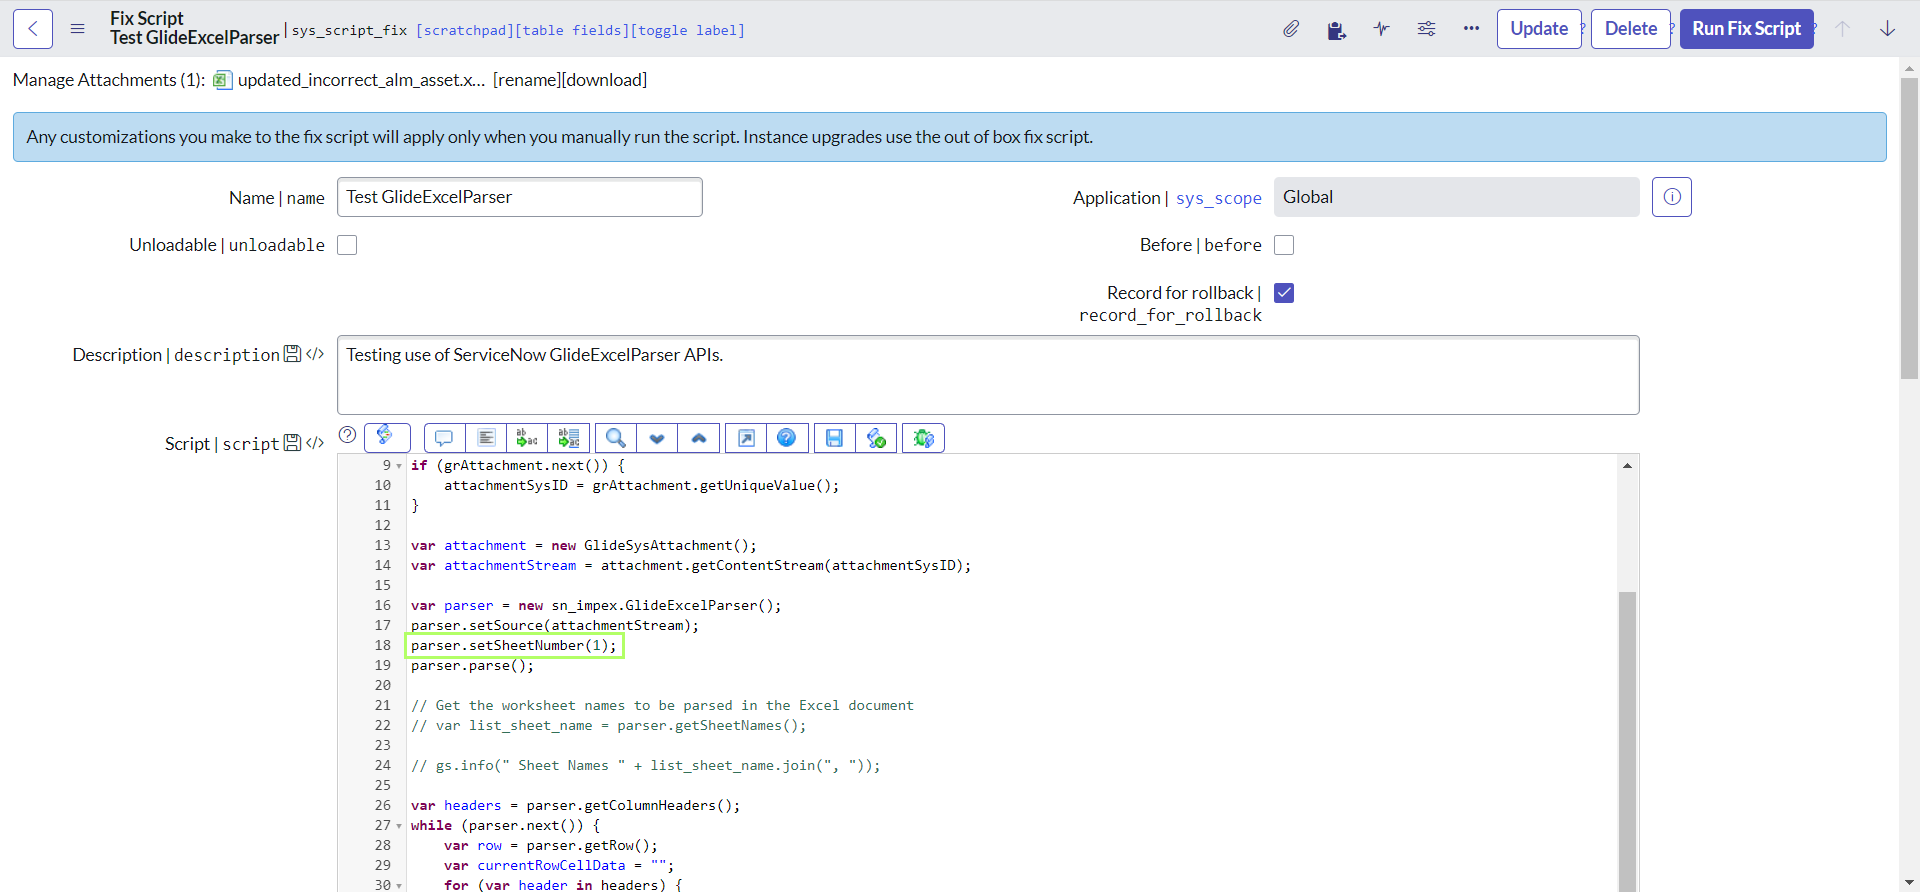 Fix Script
Test GlideExcelParser | sys_script_fix [scratchpad][table fields][toggle label]
Update ? Delete ? Run Fix Script ?
Manage Attachments (1): updated_incorrect_alm_asset.x... [rename][download]
Any customizations you make to the fix script will apply only when you manually run the script. Instance upgrades use the out of box fix script.
Name | name Test GlideExcelParser
Application | sys_scope Global
Unloadable | unloadable
Before | before
Record for rollback |
record_for_rollback
Description | description </> Testing use of ServiceNow GlideExcelParser APIs.
Script | script </>
9 if (grAttachment.next()) {
10 attachmentSysID = grAttachment.getUniqueValue();
11 }
12
13 var attachment = new GlideSysAttachment();
14 var attachmentStream = attachment.getContentStream(attachmentSysID);
15
16 var parser = new sn_impex.GlideExcelParser();
17 parser.setSource(attachmentStream);
18 parser.setSheetNumber(1);
19 parser.parse();
20
21 // Get the worksheet names to be parsed in the Excel document
22 // var list_sheet_name = parser.getSheetNames();
23
24 // gs.info(" Sheet Names " + list_sheet_name.join(", "));
25
26 var headers = parser.getColumnHeaders();
27 while (parser.next()) {
28 var row = parser.getRow();
29 var currentRowCellData = "";
30 for (var header in headers) {